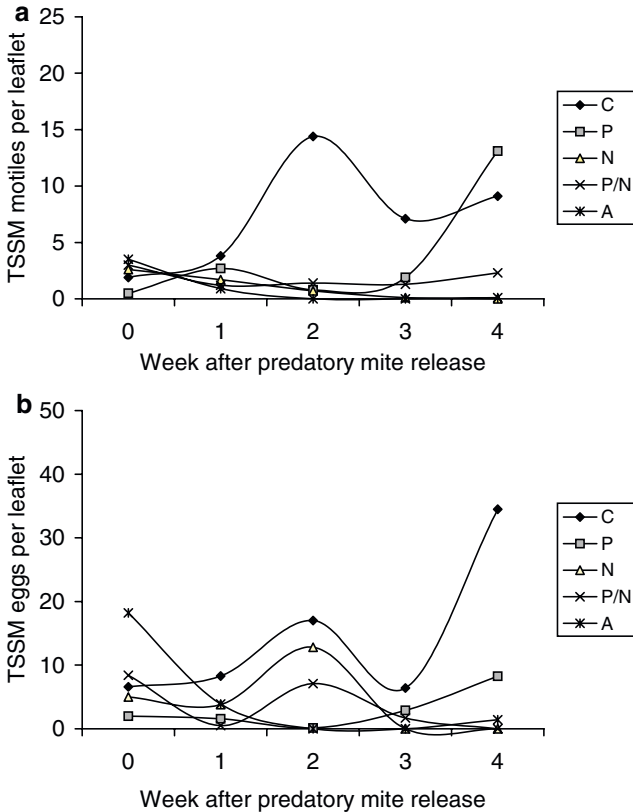 a
TSSM motiles per leaflet
25
20
15
10
5
0
0 1 2 3 4
Week after predatory mite release
C
P
N
P/N
A
b
TSSM eggs per leaflet
50
40
30
20
10
0
0 1 2 3 4
Week after predatory mite release
C
P
N
P/N
A